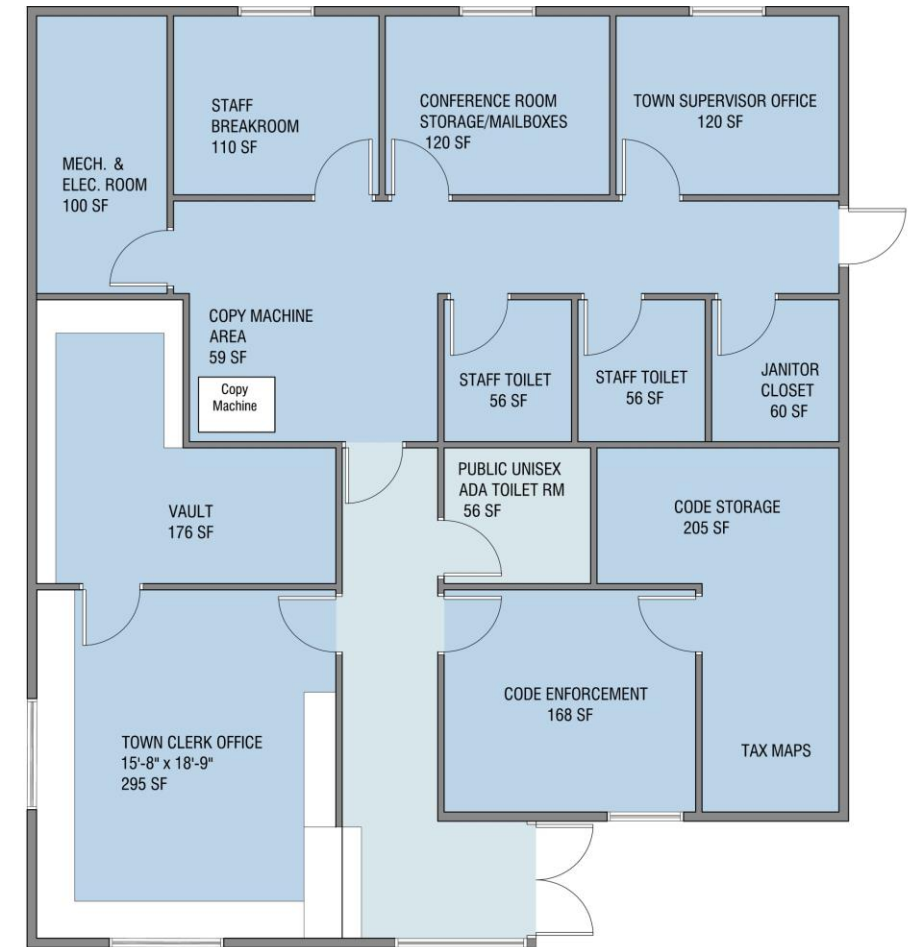 STAFF
BREAKROOM
110 SF
CONFERENCE ROOM
STORAGE/MAILBOXES
120 SF
TOWN SUPERVISOR OFFICE
120 SF
MECH. &
ELEC. ROOM
100 SF
COPY MACHINE
AREA
59 SF
Copy
Machine
STAFF TOILET
56 SF
STAFF TOILET
56 SF
JANITOR
CLOSET
60 SF
PUBLIC UNISEX
ADA TOILET RM
56 SF
CODE STORAGE
205 SF
VAULT
176 SF
CODE ENFORCEMENT
168 SF
TOWN CLERK OFFICE
15'-8" x 18'-9"
295 SF
TAX MAPS